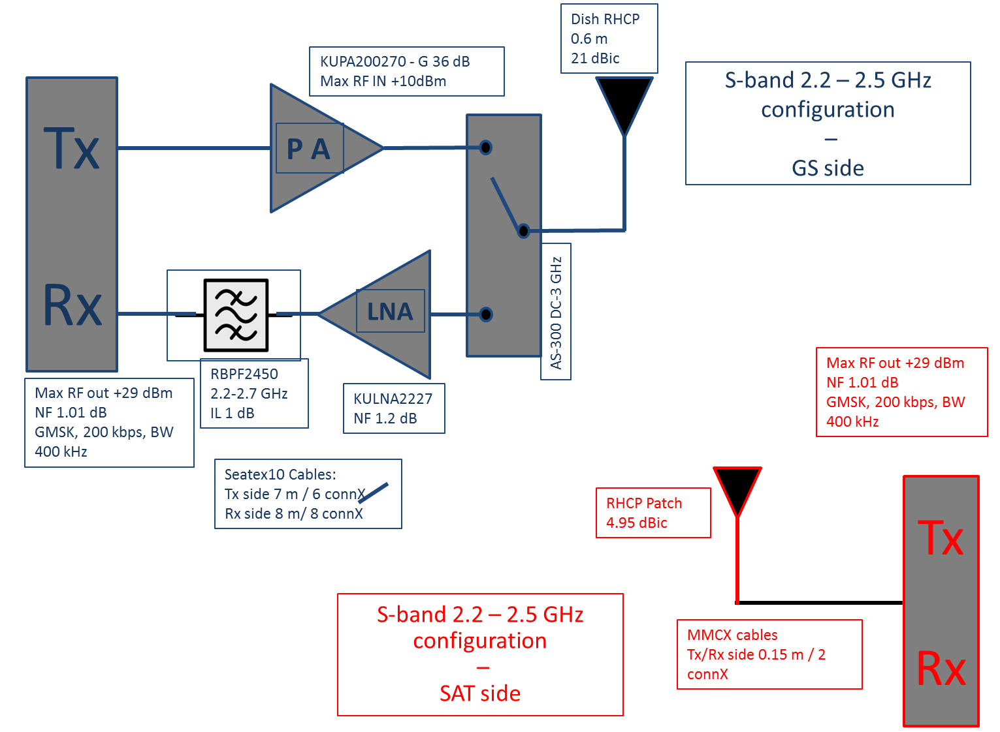 Dish RHCP
0.6 m
21 dBic
KUPA200270 - G 36 dB
Max RF IN +10dBm
S-band 2.2 – 2.5 GHz
configuration
–
GS side
Tx
P A
Rx
LNA
AS-300 DC-3 GHz
RBPF2450
2.2-2.7 GHz
IL 1 dB
Max RF out +29 dBm
NF 1.01 dB
GMSK, 200 kbps, BW
400 kHz
KULNA2227
NF 1.2 dB
Seatex10 Cables:
Tx side 7 m / 6 connX
Rx side 8 m/ 8 connX
Max RF out +29 dBm
NF 1.01 dB
GMSK, 200 kbps, BW
400 kHz
RHCP Patch
4.95 dBic
Tx
Rx
S-band 2.2 – 2.5 GHz
configuration
–
SAT side
MMCX cables
Tx/Rx side 0.15 m / 2
connX